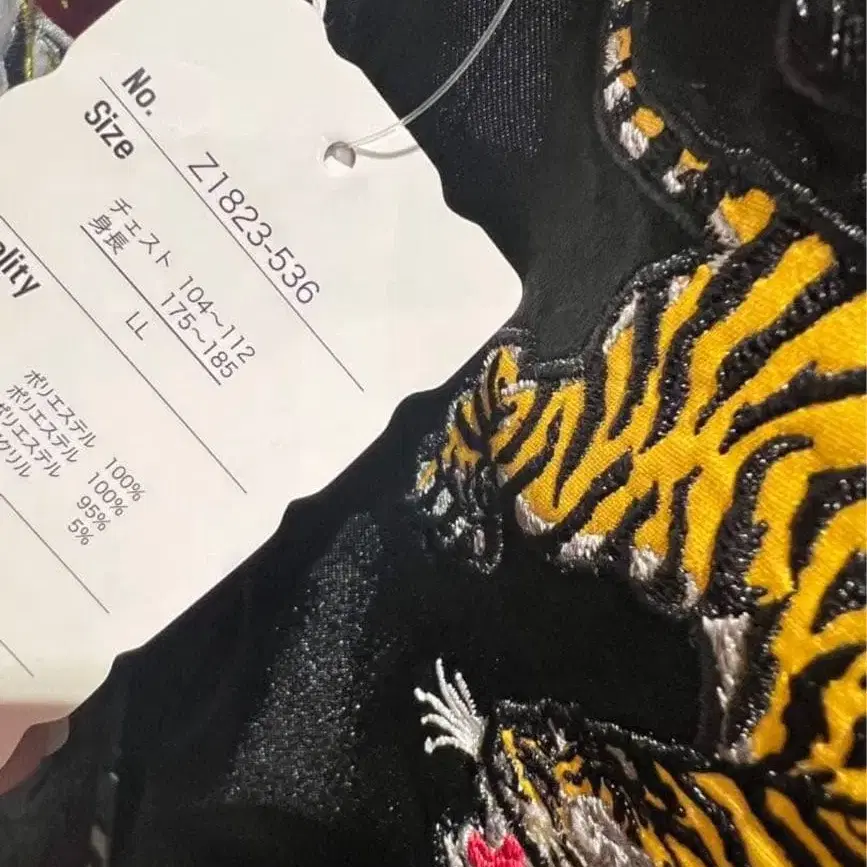 No. Z1823-536
Size
チェスト 104～112
身長 175～185
LL
ality
ポリエステル 100%
ポリエステル 100%
ポリエステル 95%
クリル 5%